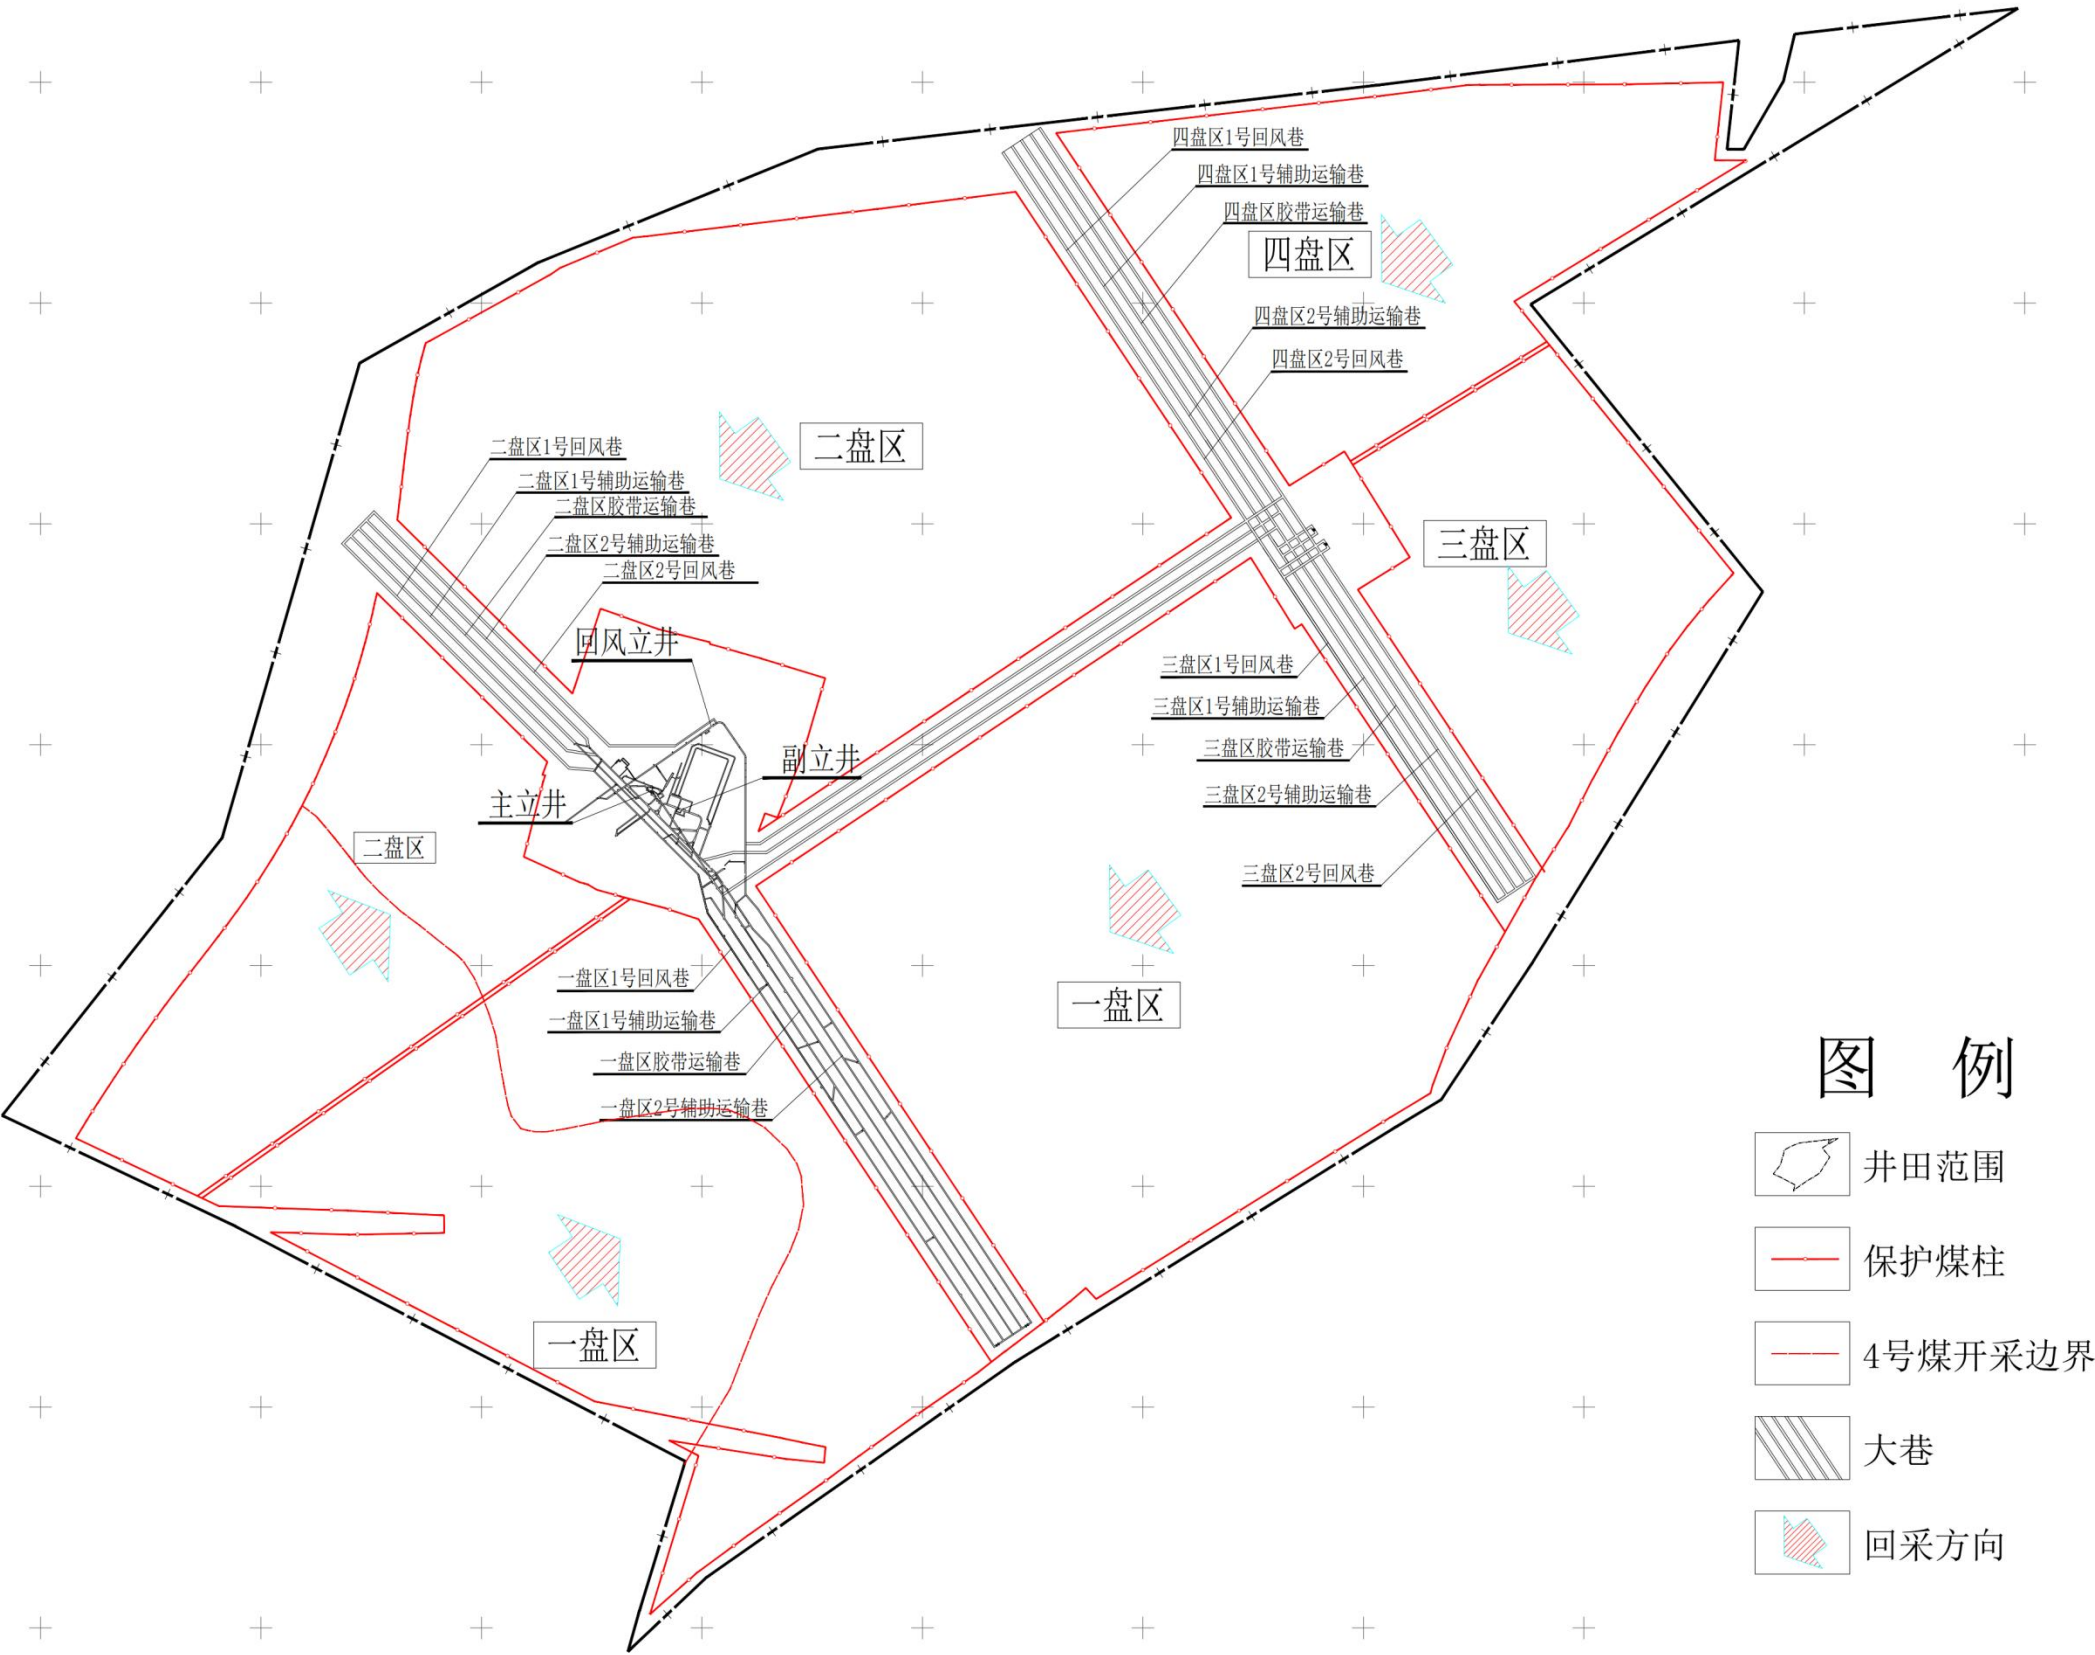 四盘区1号回风巷
四盘区1号辅助运输巷
四盘区胶带运输巷
四盘区
四盘区2号辅助运输巷
四盘区2号回风巷
二盘区
二盘区1号回风巷
二盘区1号辅助运输巷
二盘区胶带运输巷
二盘区2号辅助运输巷
二盘区2号回风巷
三盘区
回风立井
副立井
主立井
三盘区1号回风巷
三盘区1号辅助运输巷
三盘区胶带运输巷
三盘区2号辅助运输巷
三盘区2号回风巷
二盘区
一盘区1号回风巷
一盘区1号辅助运输巷
一盘区胶带运输巷
一盘区2号辅助运输巷
一盘区
一盘区
图 例
井田范围
保护煤柱
4号煤开采边界
大巷
回采方向